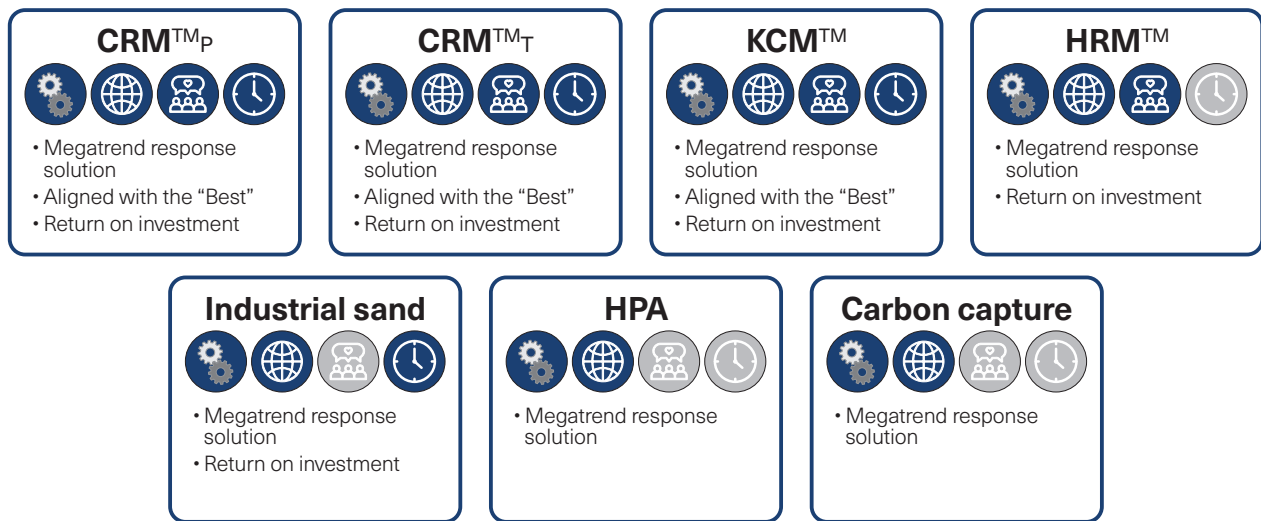 CRM™P
• Megatrend response
solution
• Aligned with the “Best”
• Return on investment
CRM™T
• Megatrend response
solution
• Aligned with the “Best”
• Return on investment
KCM™
• Megatrend response
solution
• Aligned with the “Best”
• Return on investment
HRM™
• Megatrend response
solution
• Return on investment
Industrial sand
• Megatrend response
solution
• Return on investment
HPA
• Megatrend response
solution
Carbon capture
• Megatrend response
solution